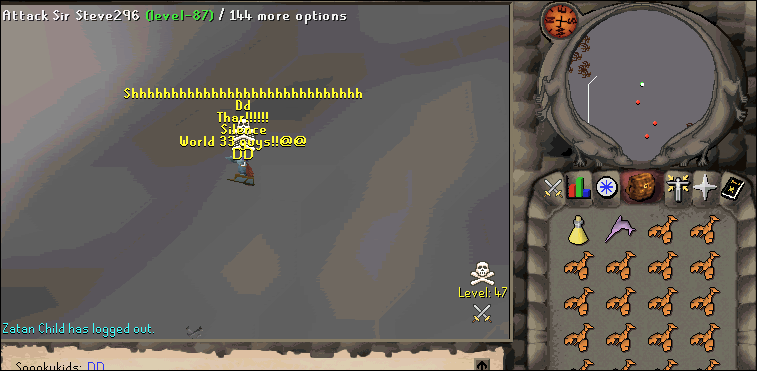 Attack Sir Steve296 (level-87) / 144 more options
Shhhhhhhhhhhhhhhhhhhhhhhhhhhh
Dd
Thar!!!!!!
Silence
World 33 guys!!@@
DD
Level: 47
Zatan Child has logged out.
Spookykids: DD